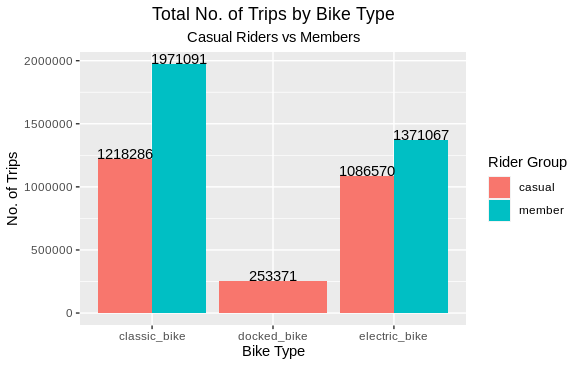 Total No. of Trips by Bike Type
Casual Riders vs Members
No. of Trips
2000000
1500000
1000000
500000
0
1218286
1971091
253371
1086570
1371067
classic_bike
docked_bike
electric_bike
Bike Type
Rider Group
casual
member